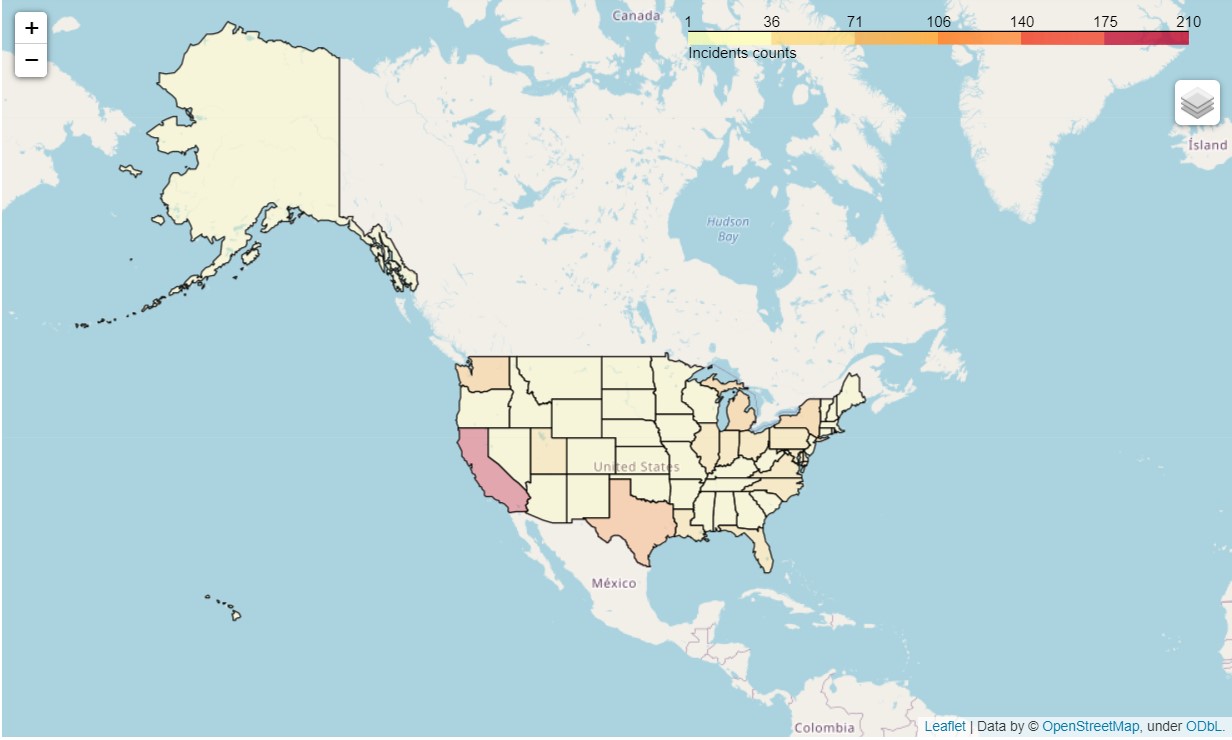 +
−
Canada
1 36 71 106 140 175 210
Incidents counts
Ísland
Hudson
Bay
United States
México
Colombia
Leaflet | Data by © OpenStreetMap, under ODbL.